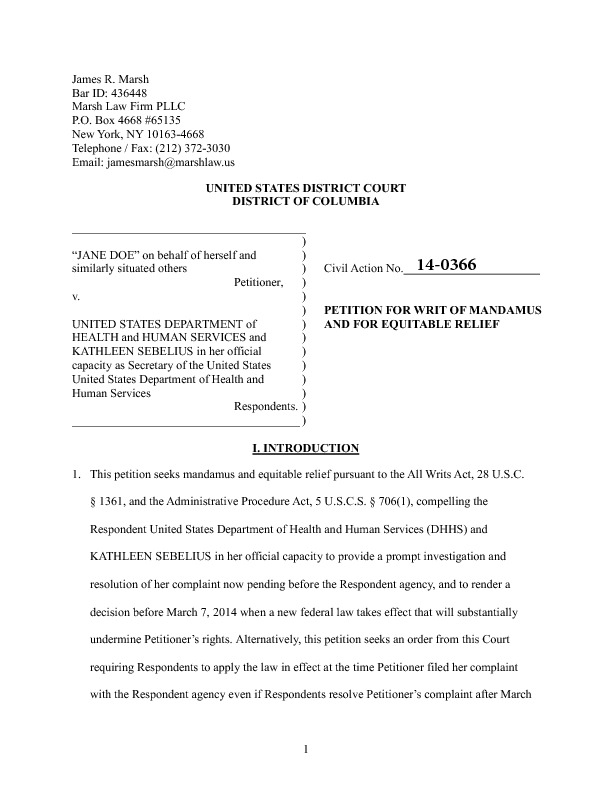 James R. Marsh
Bar ID: 436448
Marsh Law Firm PLLC
P.O. Box 4668 #65135
New York, NY 10163-4668
Telephone / Fax: (212) 372-3030
Email: jamesmarsh@marshlaw.us
UNITED STATES DISTRICT COURT
DISTRICT OF COLUMBIA
“JANE DOE” on behalf of herself and
similarly situated others
Petitioner,
v.
UNITED STATES DEPARTMENT of
HEALTH and HUMAN SERVICES and
KATHLEEN SEBELIUS in her official
capacity as Secretary of the United States
United States Department of Health and
Human Services
Respondents.
)
)
)
)
)
)
)
)
)
)
)
)
)
)
Civil Action No. 14-0366
PETITION FOR WRIT OF MANDAMUS
AND FOR EQUITABLE RELIEF
I. INTRODUCTION
1. This petition seeks mandamus and equitable relief pursuant to the All Writs Act, 28 U.S.C.
§ 1361, and the Administrative Procedure Act, 5 U.S.C.S. § 706(1), compelling the
Respondent United States Department of Health and Human Services (DHHS) and
KATHLEEN SEBELIUS in her official capacity to provide a prompt investigation and
resolution of her complaint now pending before the Respondent agency, and to render a
decision before March 7, 2014 when a new federal law takes effect that will substantially
undermine Petitioner’s rights. Alternatively, this petition seeks an order from this Court
requiring Respondents to apply the law in effect at the time Petitioner filed her complaint
with the Respondent agency even if Respondents resolve Petitioner’s complaint after March
1